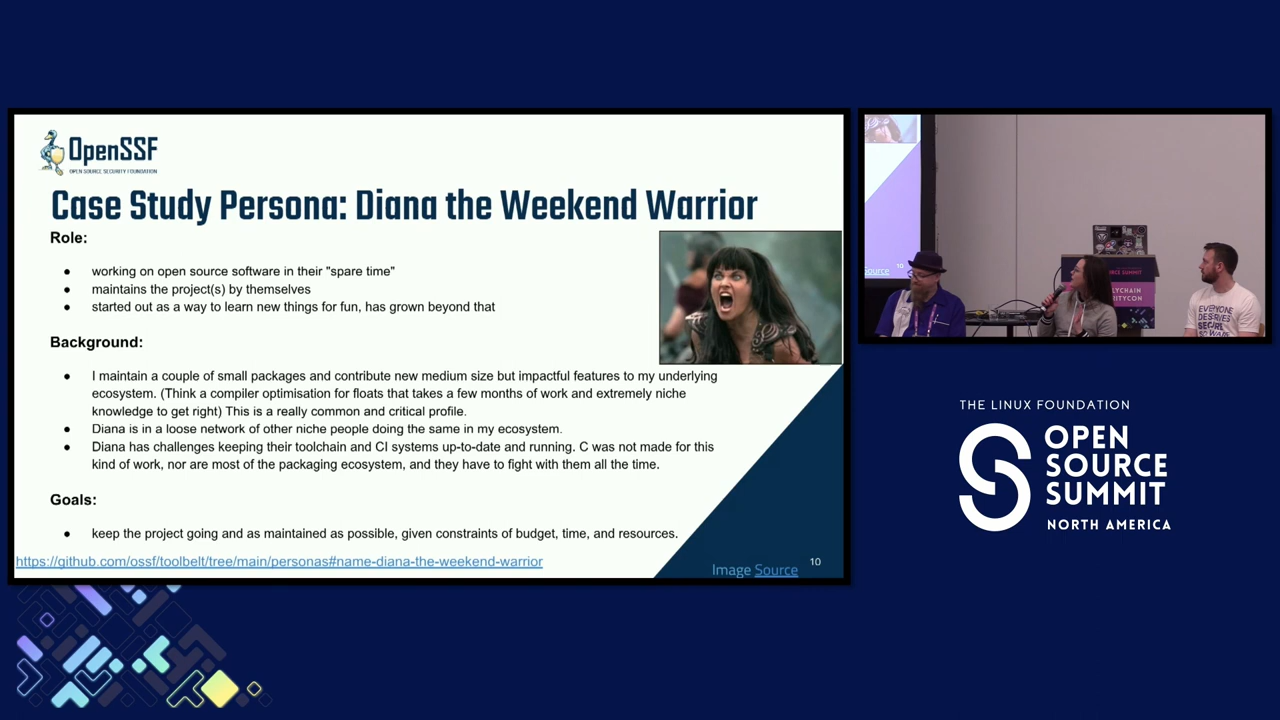 OpenSSF
OPEN SOURCE SECURITY FOUNDATION
Case Study Persona: Diana the Weekend Warrior
Role:
● working on open source software in their "spare time"
● maintains the project(s) by themselves
● started out as a way to learn new things for fun, has grown beyond that
Background:
● I maintain a couple of small packages and contribute new medium size but impactful features to my underlying
ecosystem. (Think a compiler optimisation for floats that takes a few months of work and extremely niche
knowledge to get right) This is a really common and critical profile.
● Diana is in a loose network of other niche people doing the same in my ecosystem.
● Diana has challenges keeping their toolchain and CI systems up-to-date and running. C was not made for this
kind of work, nor are most of the packaging ecosystem, and they have to fight with them all the time.
Goals:
● keep the project going and as maintained as possible, given constraints of budget, time, and resources.
https://github.com/ossf/toolbelt/tree/main/personas#name-diana-the-weekend-warrior
Image Source
10
Source
10
SUMMIT
LYCHAIN
ITYCON
EVERYONE
DESERVES
SECURE
THE LINUX FOUNDATION
OPEN
SOURCE
SUMMIT
NORTH AMERICA